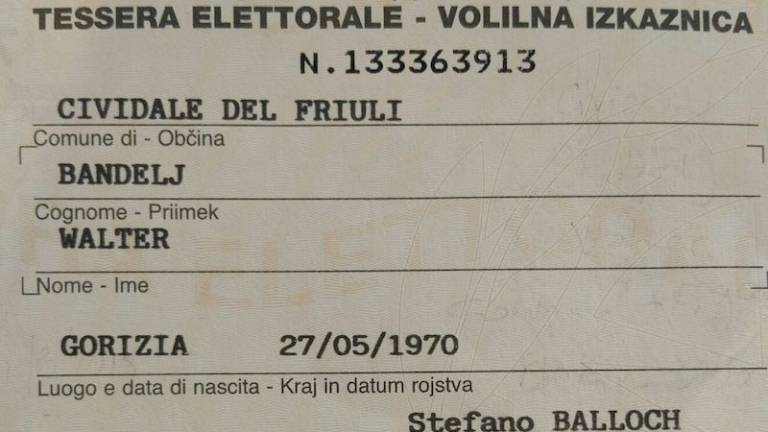 TESSERA ELETTORALE - VOLILNA IZKAZNICA
N.133363913
CIVIDALE DEL FRIULI
Comune di - Občina
BANDELJ
Cognome - Priimek
WALTER
Nome - Ime
GORIZIA 27/05/1970
Luogo e data di nascita - Kraj in datum rojstva
Stefano BALLOCH